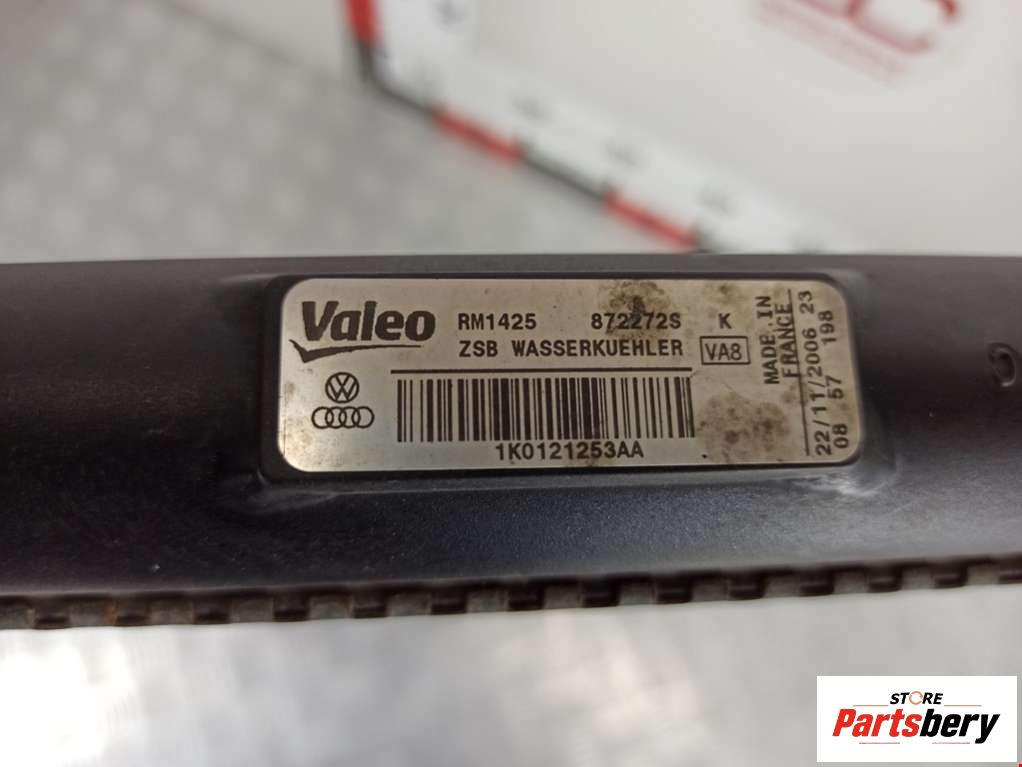 Valeo RM1425 872272S K
ZSB WASSERKUEHLER VA8
1K0121253AA
MADE IN
FRANCE
22/11/2006 23
08 57 198
STORE
Partsbery